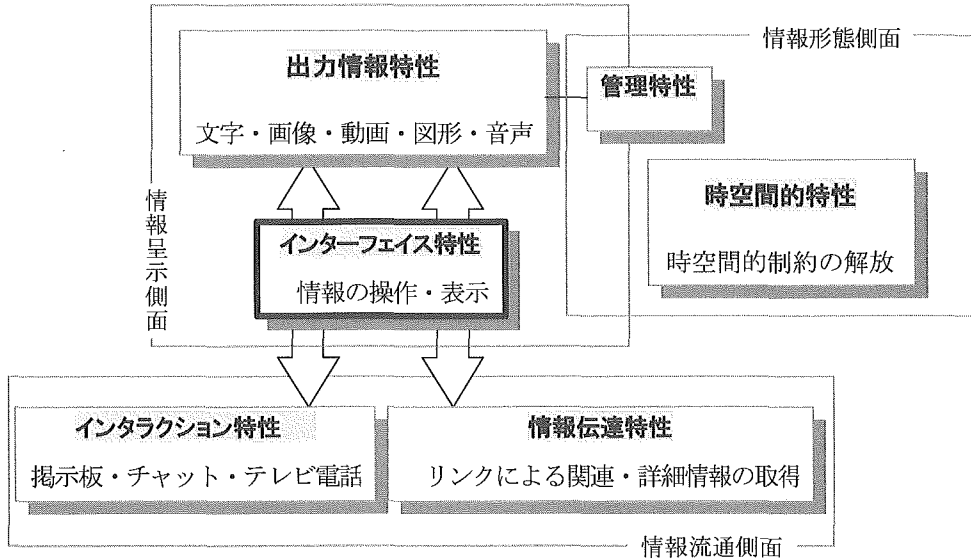 情報形態側面
出力情報特性
文字・画像・動画・図形・音声
管理特性
時空間的特性
時空間的制約の解放
情報呈示側面
インターフェイス特性
情報の操作・表示
インタラクション特性
掲示板・チャット・テレビ電話
情報伝達特性
リンクによる関連・詳細情報の取得
情報流通側面